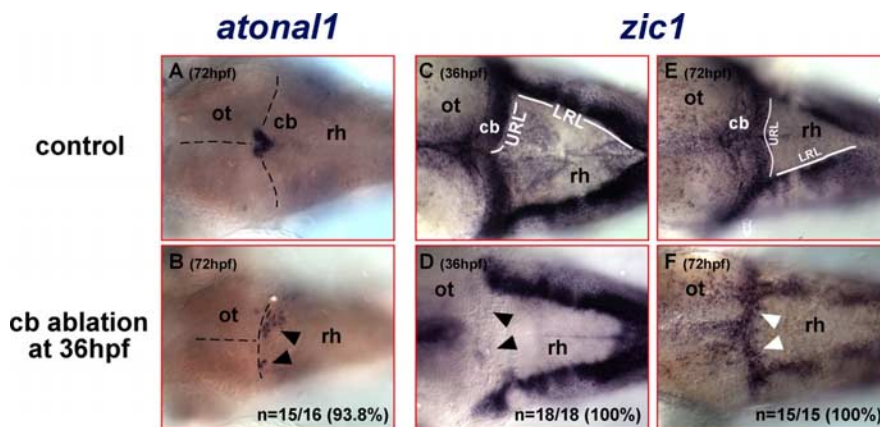 atonal1
zic1
control
A (72hpf)
ot
cb
rh
C (36hpf)
ot
cb
URL
LRL
rh
E (72hpf)
ot
cb
URL
rh
LRL
cb ablation
at 36hpf
B (72hpf)
ot
rh
n=15/16 (93.8%)
D (36hpf)
ot
rh
n=18/18 (100%)
F (72hpf)
ot
rh
n=15/15 (100%)